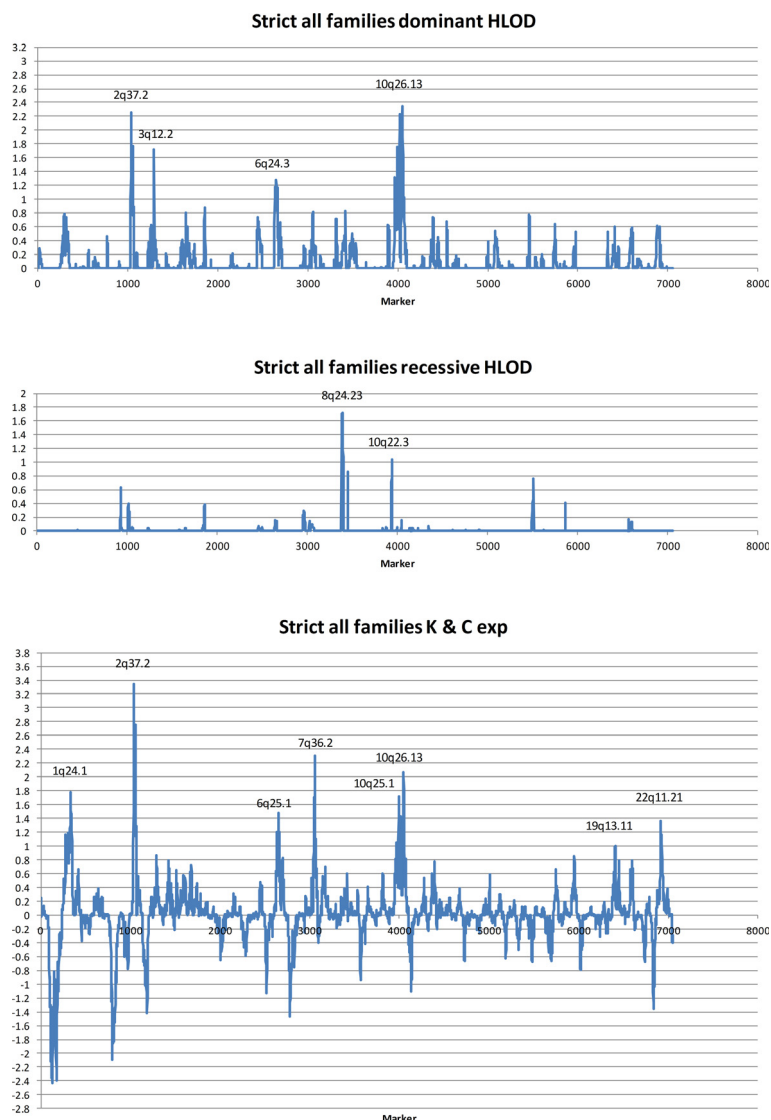 Strict all families dominant HLOD
3.2
3
2.8
2.6
2.4
2.2
2
1.8
1.6
1.4
1.2
1
0.8
0.6
0.4
0.2
0
2q37.2
3q12.2
6q24.3
10q26.13
0 1000 2000 3000 4000 5000 6000 7000 8000
Marker
Strict all families recessive HLOD
2
1.8
1.6
1.4
1.2
1
0.8
0.6
0.4
0.2
0
8q24.23
10q22.3
0 1000 2000 3000 4000 5000 6000 7000 8000
Marker
Strict all families K & C exp
3.8
3.6
3.4
3.2
3
2.8
2.6
2.4
2.2
2
1.8
1.6
1.4
1.2
1
0.8
0.6
0.4
0.2
0
-0.2
-0.4
-0.6
-0.8
-1
-1.2
-1.4
-1.6
-1.8
-2
-2.2
-2.4
-2.6
-2.8
2q37.2
7q36.2
10q26.13
1q24.1
10q25.1
6q25.1
22q11.21
19q13.11
0 1000 2000 3000 4000 5000 6000 7000 8000
Marker